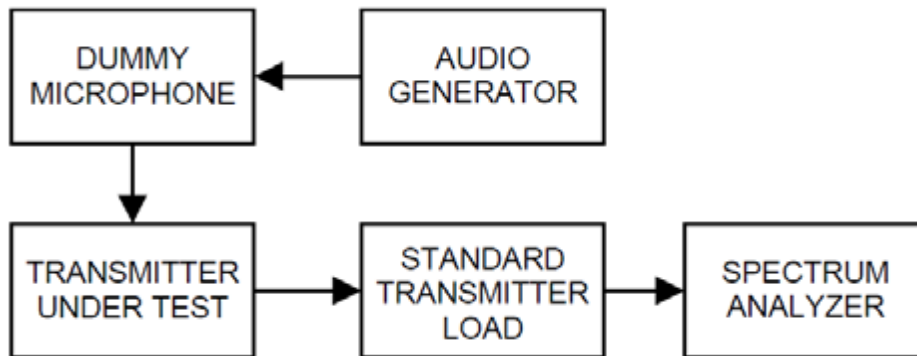 DUMMY
MICROPHONE
AUDIO
GENERATOR
TRANSMITTER
UNDER TEST
STANDARD
TRANSMITTER
LOAD
SPECTRUM
ANALYZER